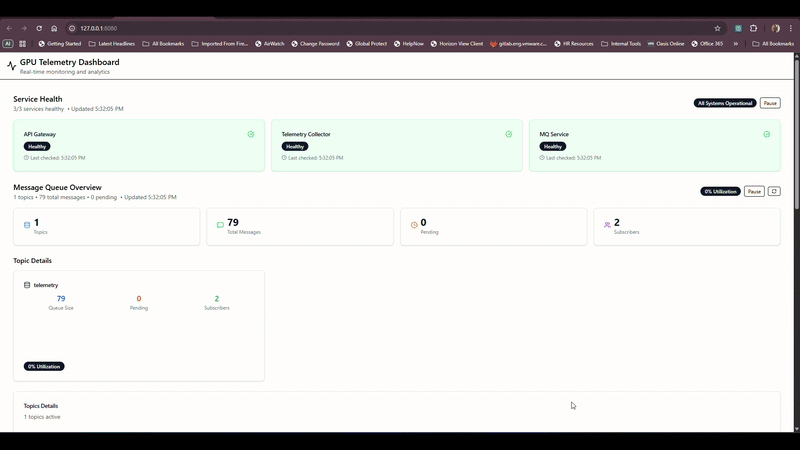 127.0.0.1:8080
AI
Getting Started
Latest Headlines
All Bookmarks
Imported From Fire...
AirWatch
Change Password
Global Protect
HelpNow
Horizon View Client
gitlab.eng.vmware.c...
HR Resources
Internal Tools
Oasis Online
Office 365
»
All Bookmarks
GPU Telemetry Dashboard
Real-time monitoring and analytics
Service Health
3/3 services healthy • Updated 5:32:05 PM
All Systems Operational
Pause
API Gateway
Healthy
Last checked: 5:32:05 PM
Telemetry Collector
Healthy
Last checked: 5:32:05 PM
MQ Service
Healthy
Last checked: 5:32:05 PM
Message Queue Overview
1 topics • 79 total messages • 0 pending • Updated 5:32:05 PM
0% Utilization
Pause
1
Topics
79
Total Messages
0
Pending
2
Subscribers
Topic Details
telemetry
79
Queue Size
0
Pending
2
Subscribers
0% Utilization
Topics Details
1 topics active